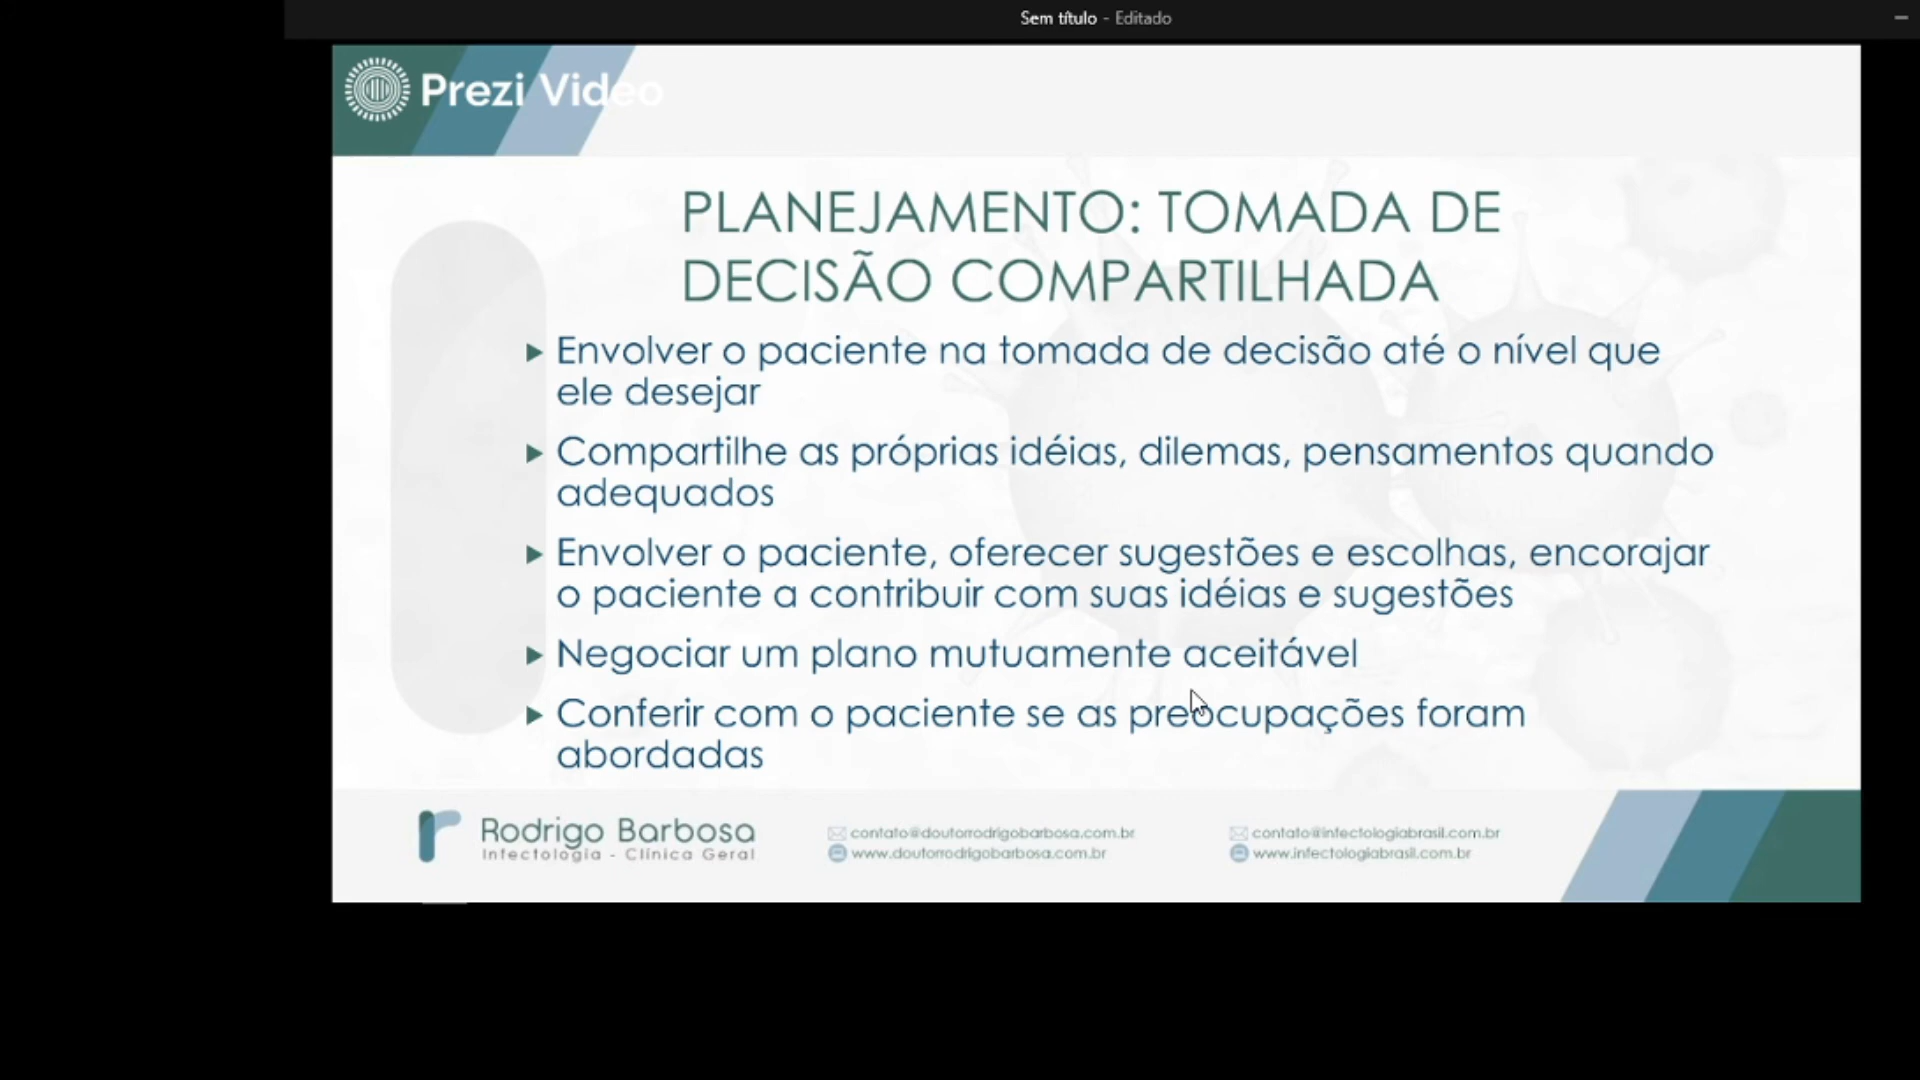 Sem título - Editado
Prezi Video
PLANEJAMENTO: TOMADA DE
DECISÃO COMPARTILHADA
Envolver o paciente na tomada de decisão até o nível que
ele desejar
Compartilhe as próprias idéias, dilemas, pensamentos quando
adequados
Envolver o paciente, oferecer sugestões e escolhas, encorajar
o paciente a contribuir com suas idéias e sugestões
Negociar um plano mutuamente aceitável
Conferir com o paciente se as preocupações foram
abordadas
Rodrigo Barbosa
Infectologia - Clínica Geral
contato@doutorrodrigobarbosa.com.br
www.doutorrodrigobarbosa.com.br
contato@infectologiabrasil.com.br
www.infectologiabrasil.com.br